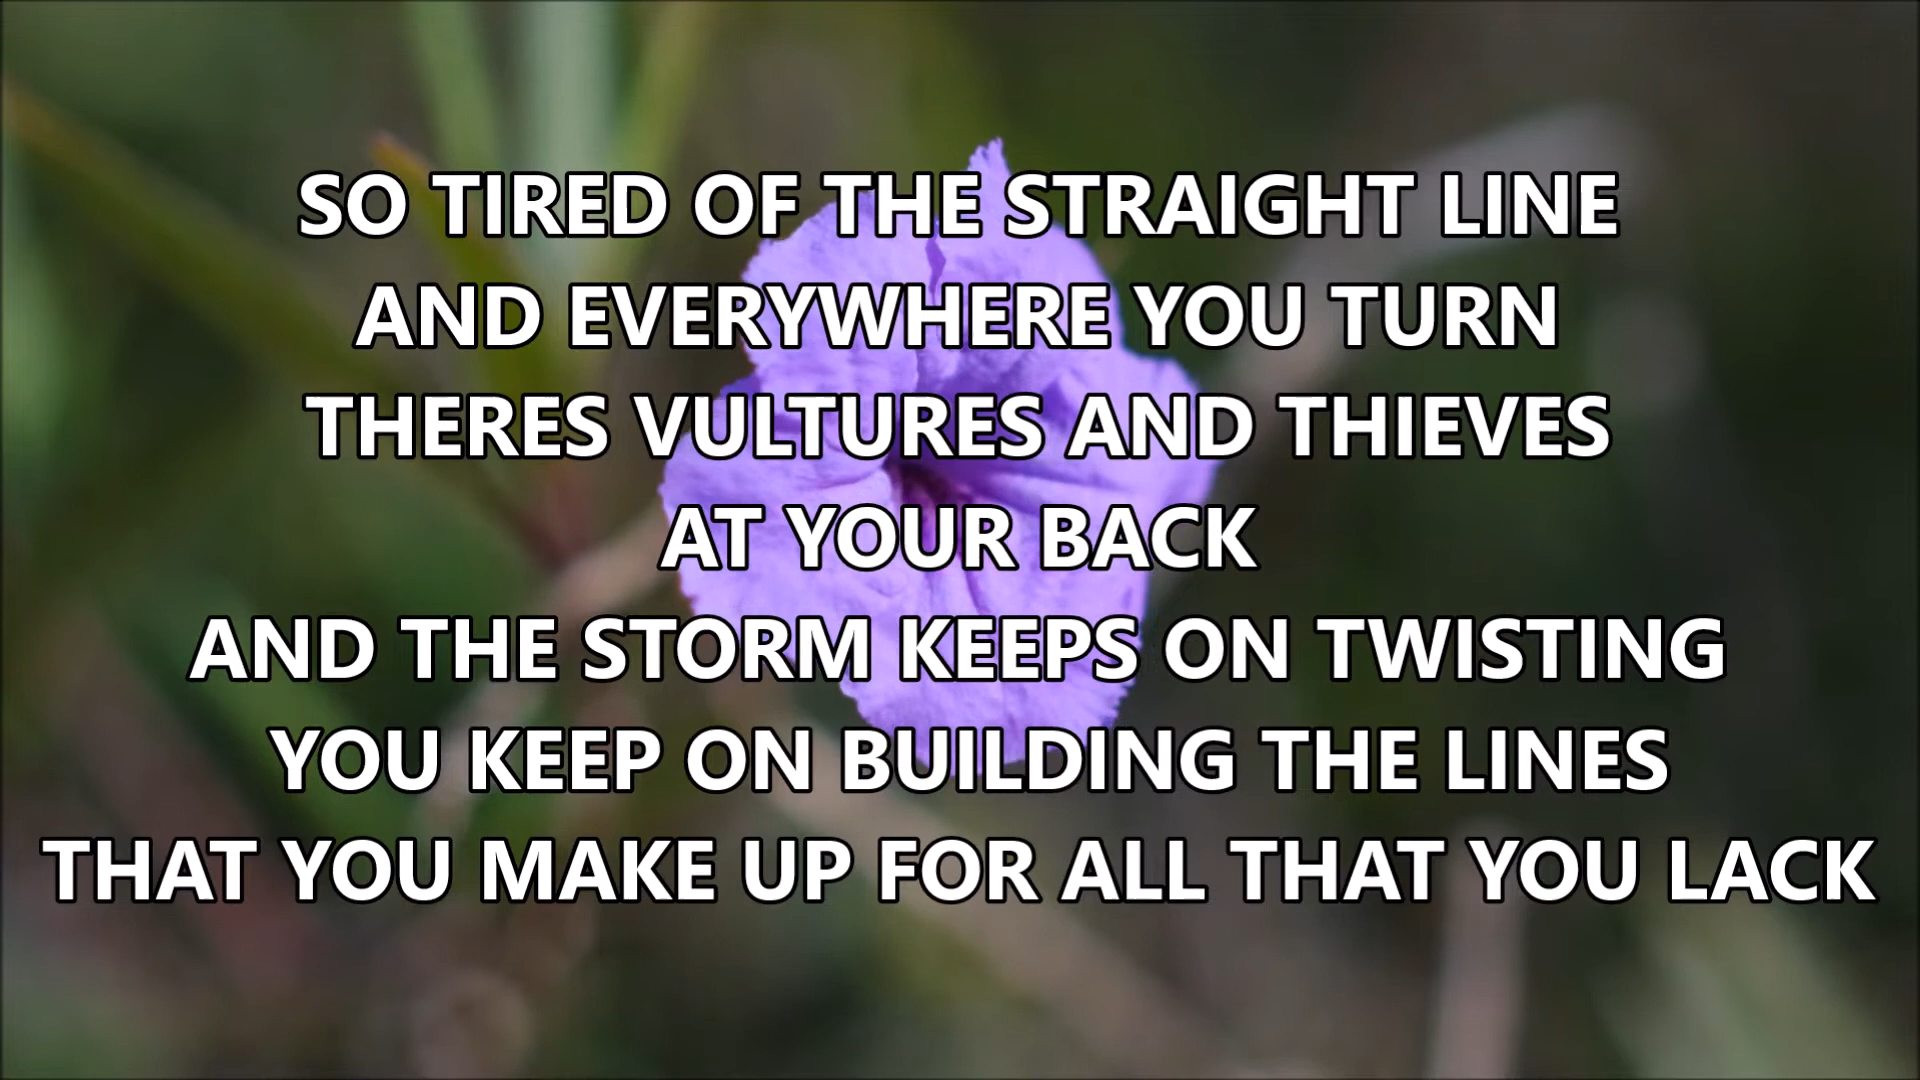 SO TIRED OF THE STRAIGHT LINE
AND EVERYWHERE YOU TURN
THERES VULTURES AND THIEVES
AT YOUR BACK
AND THE STORM KEEPS ON TWISTING
YOU KEEP ON BUILDING THE LINES
THAT YOU MAKE UP FOR ALL THAT YOU LACK